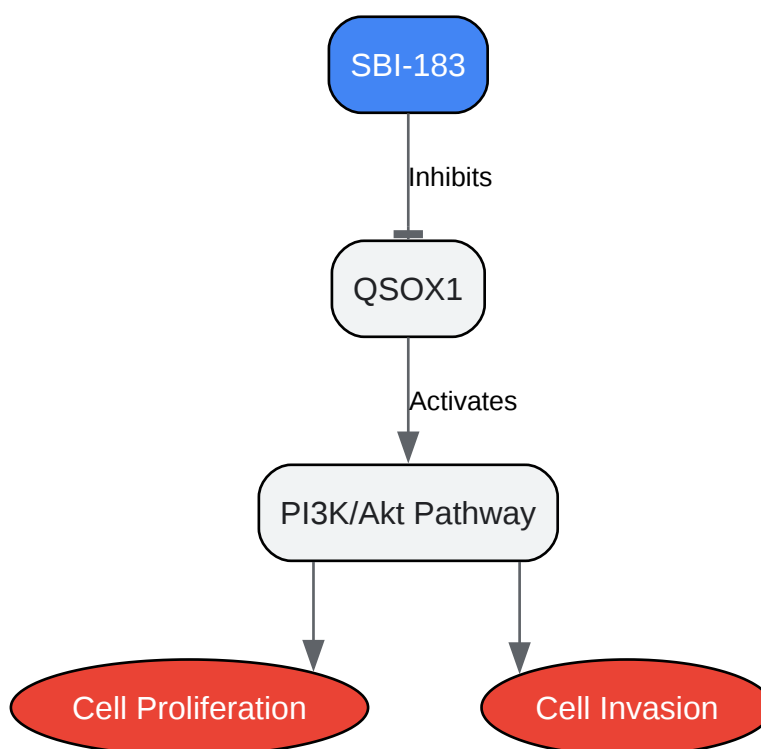 SBI-183
Inhibits
QSOX1
Activates
PI3K/Akt Pathway
Cell Proliferation
Cell Invasion